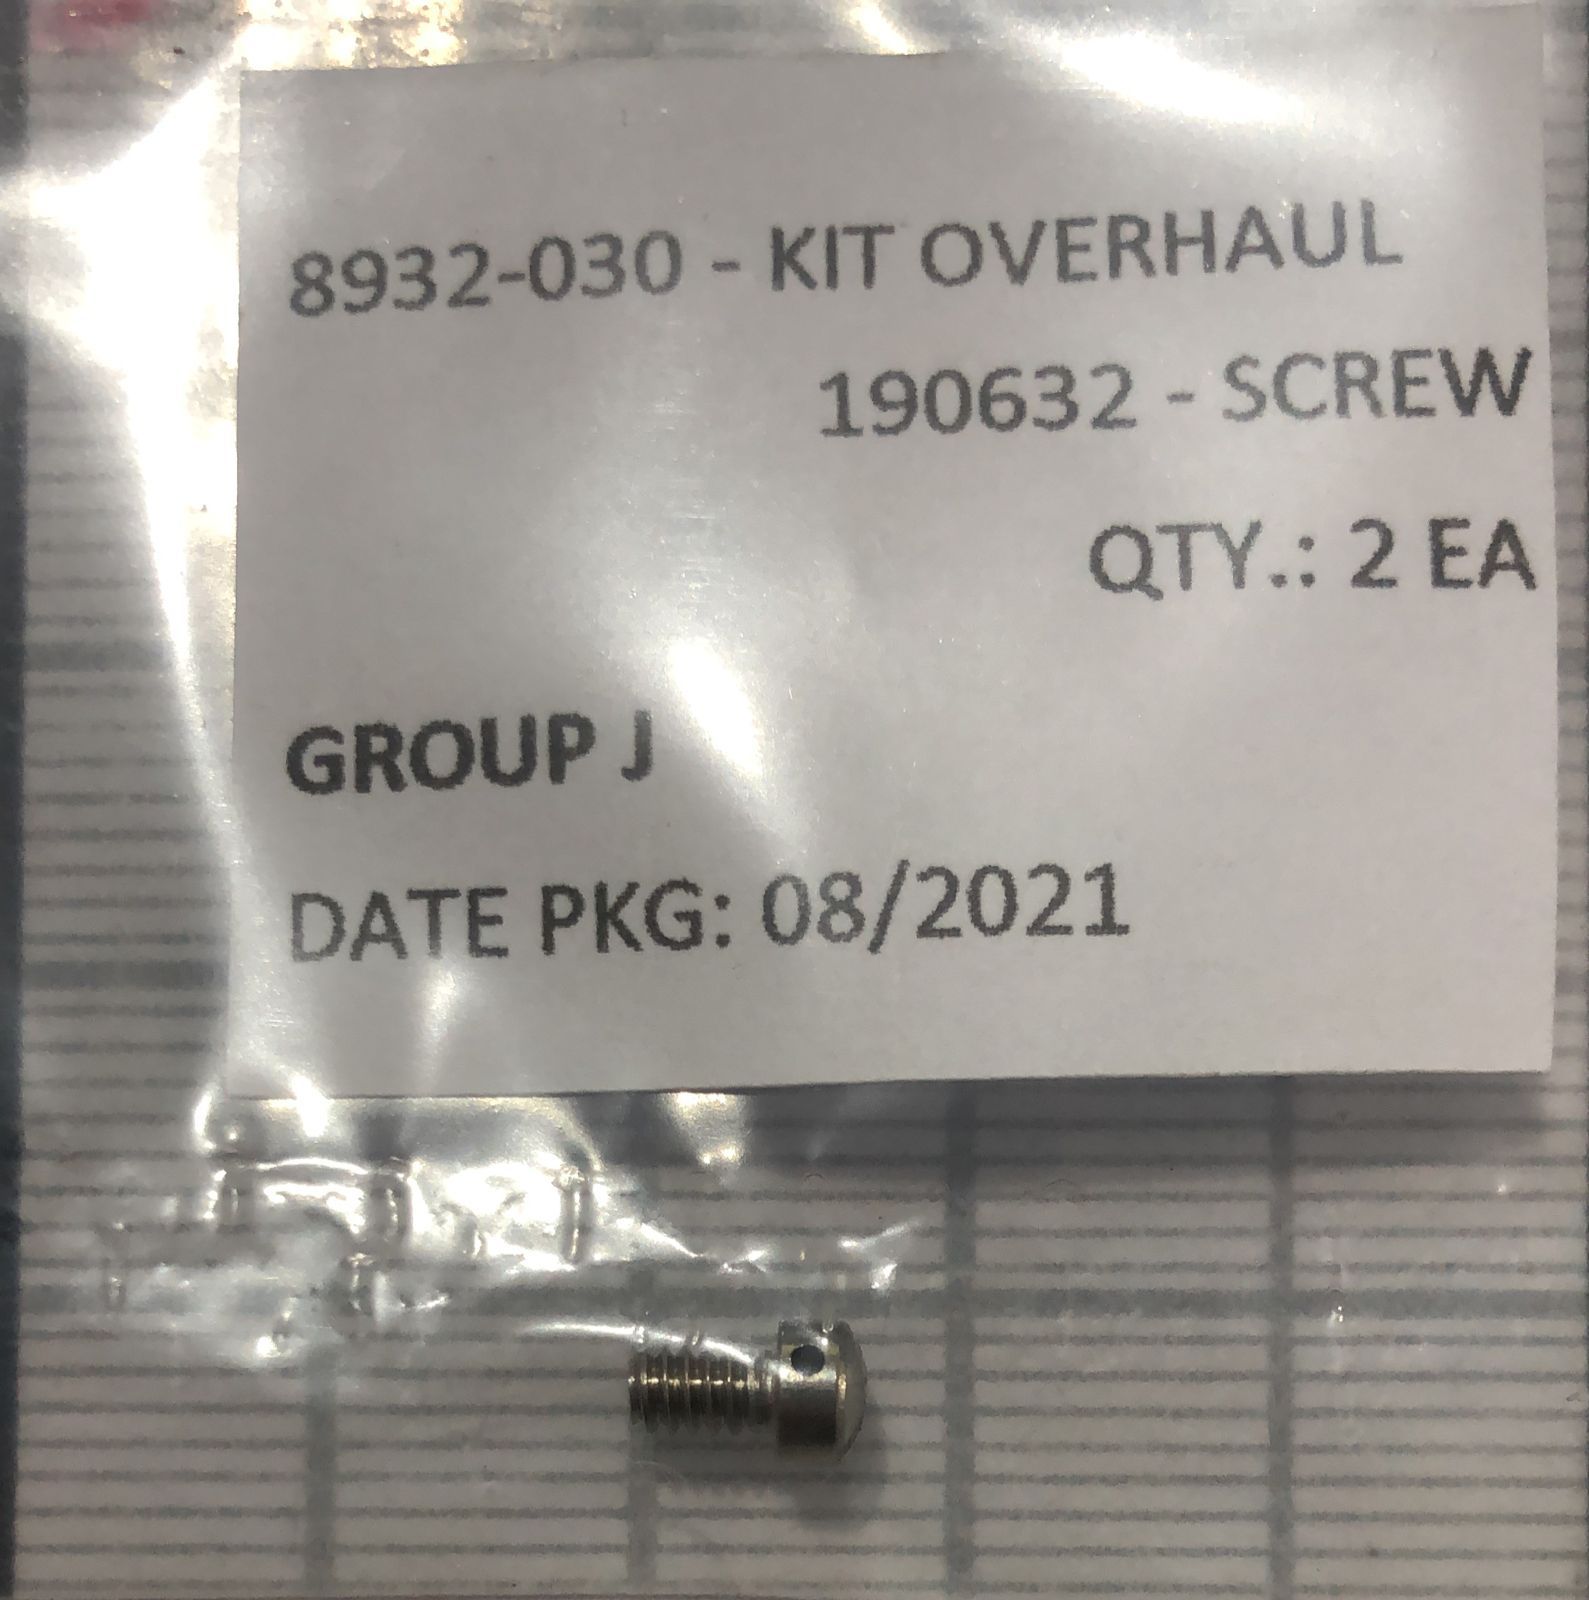 8932-030 - KIT OVERHAUL
190632 - SCREW
QTY.: 2 EA
GROUP J
DATE PKG: 08/2021